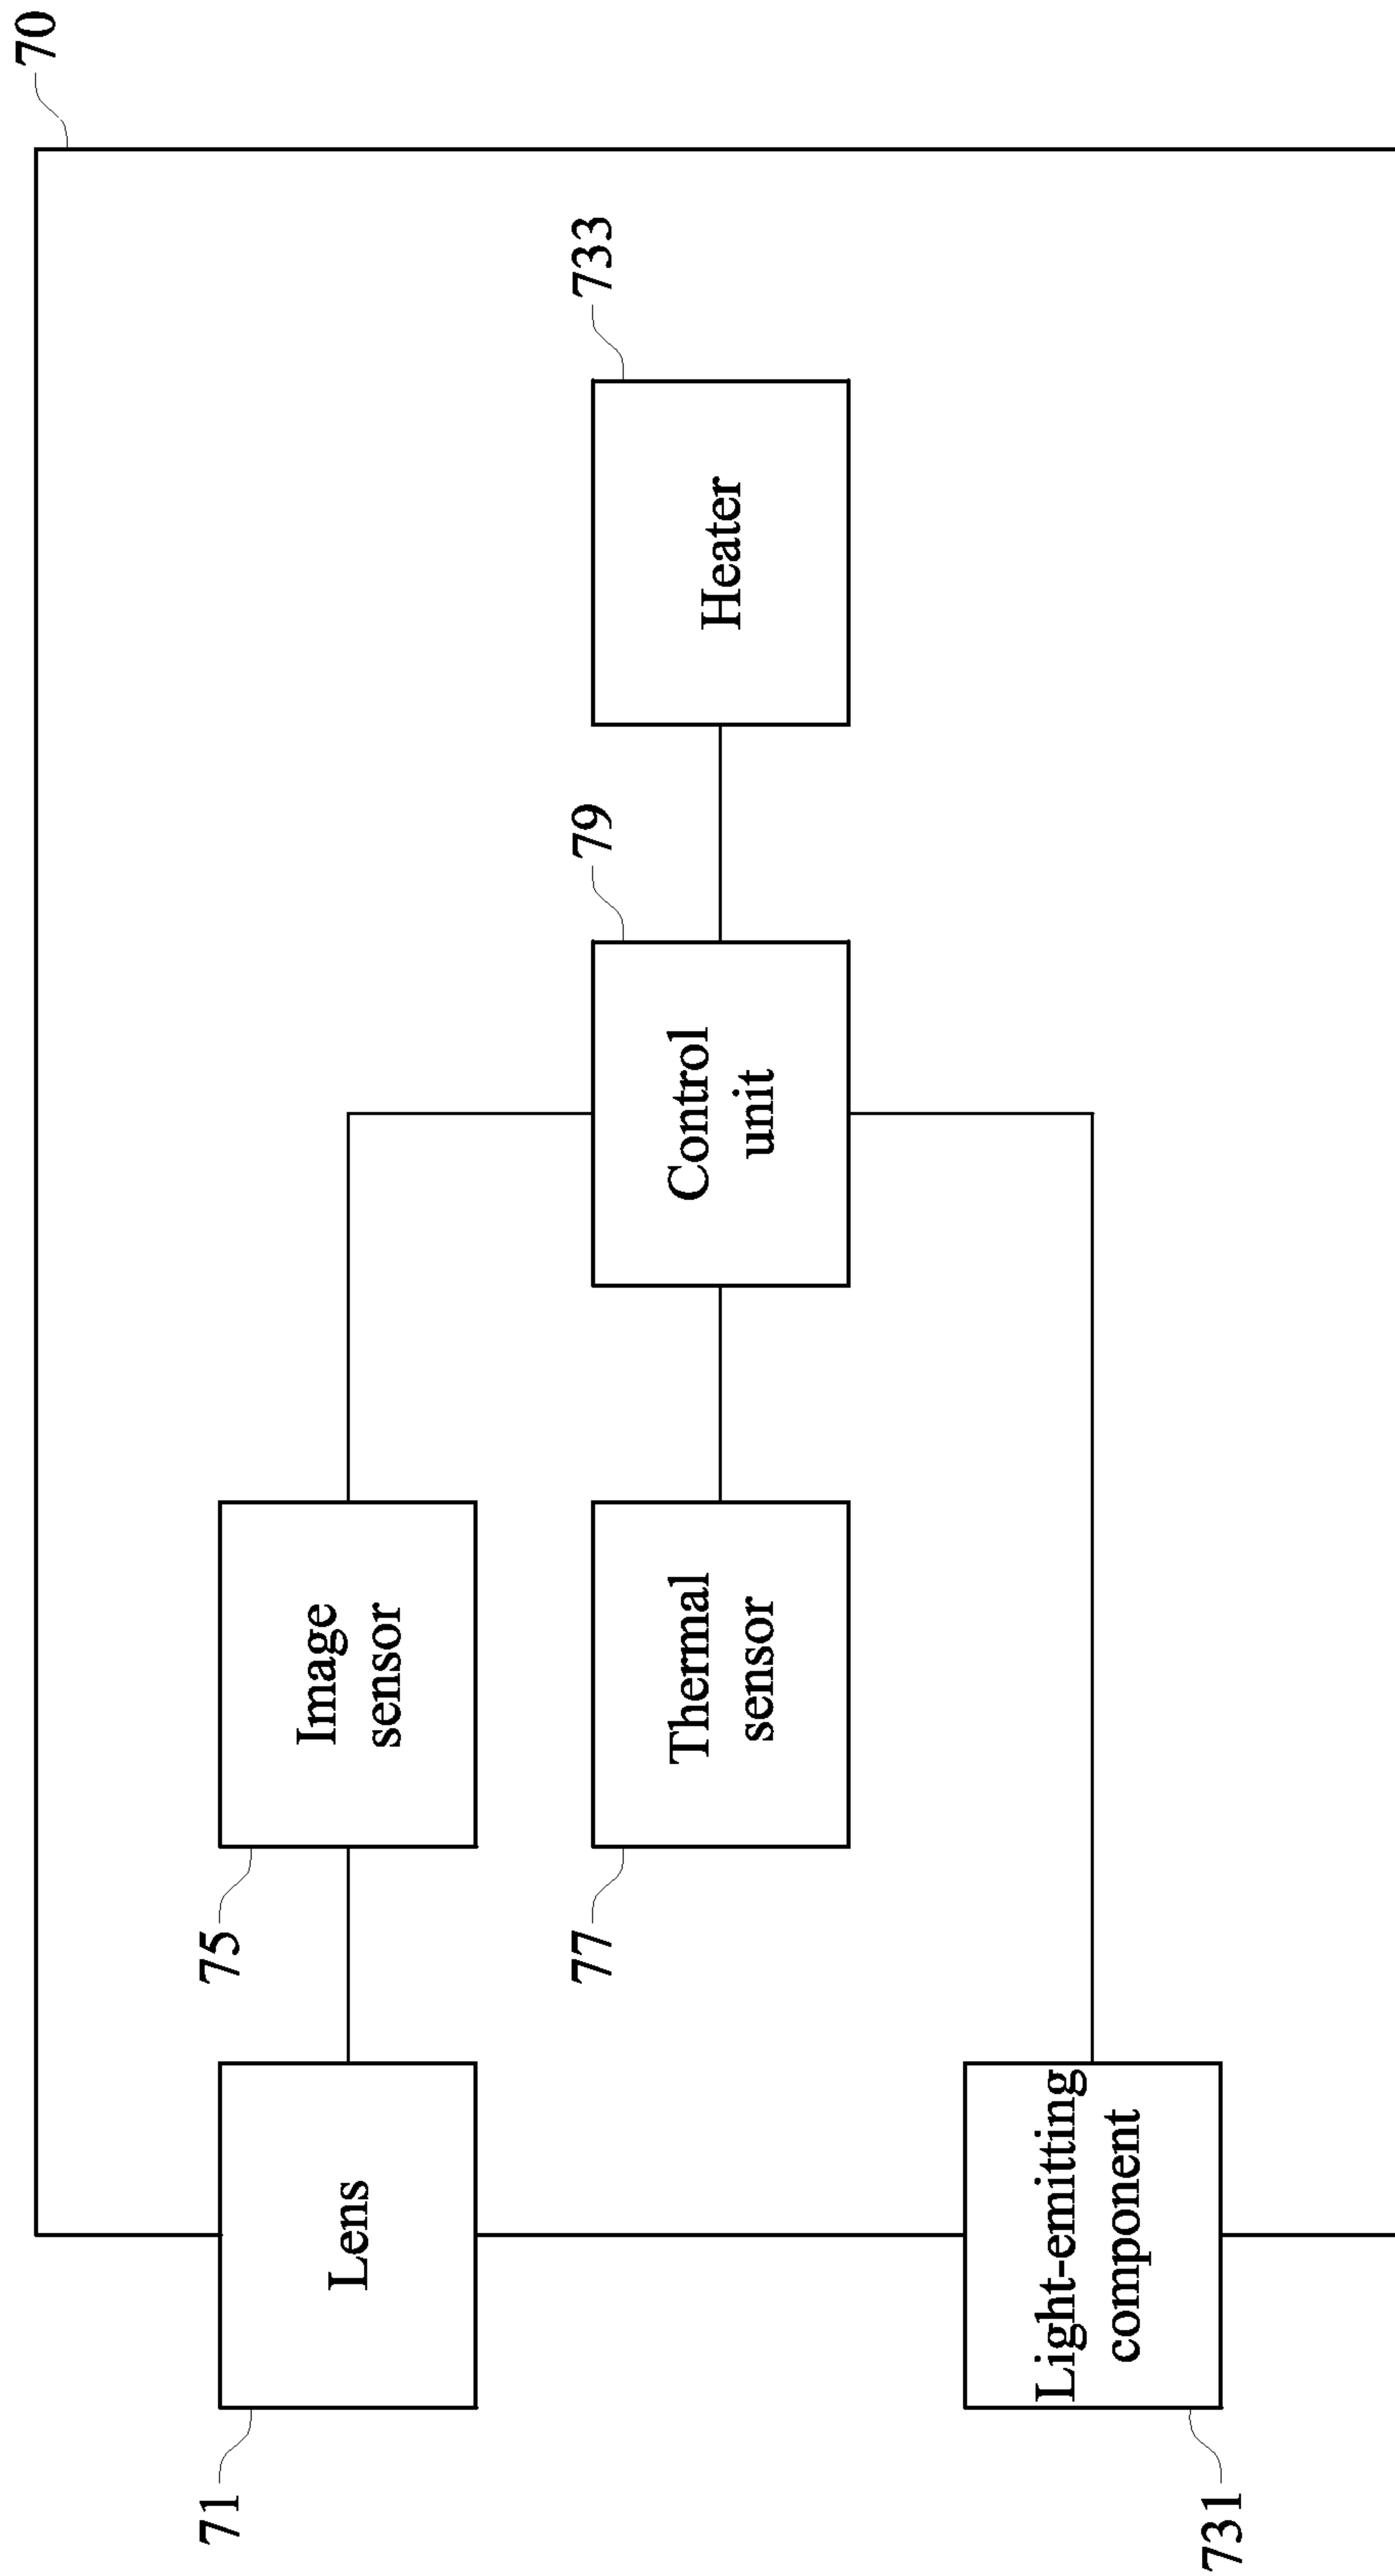 70
71
Lens
75
Image
sensor
77
Thermal
sensor
79
Control
unit
733
Heater
731
Light-emitting
component